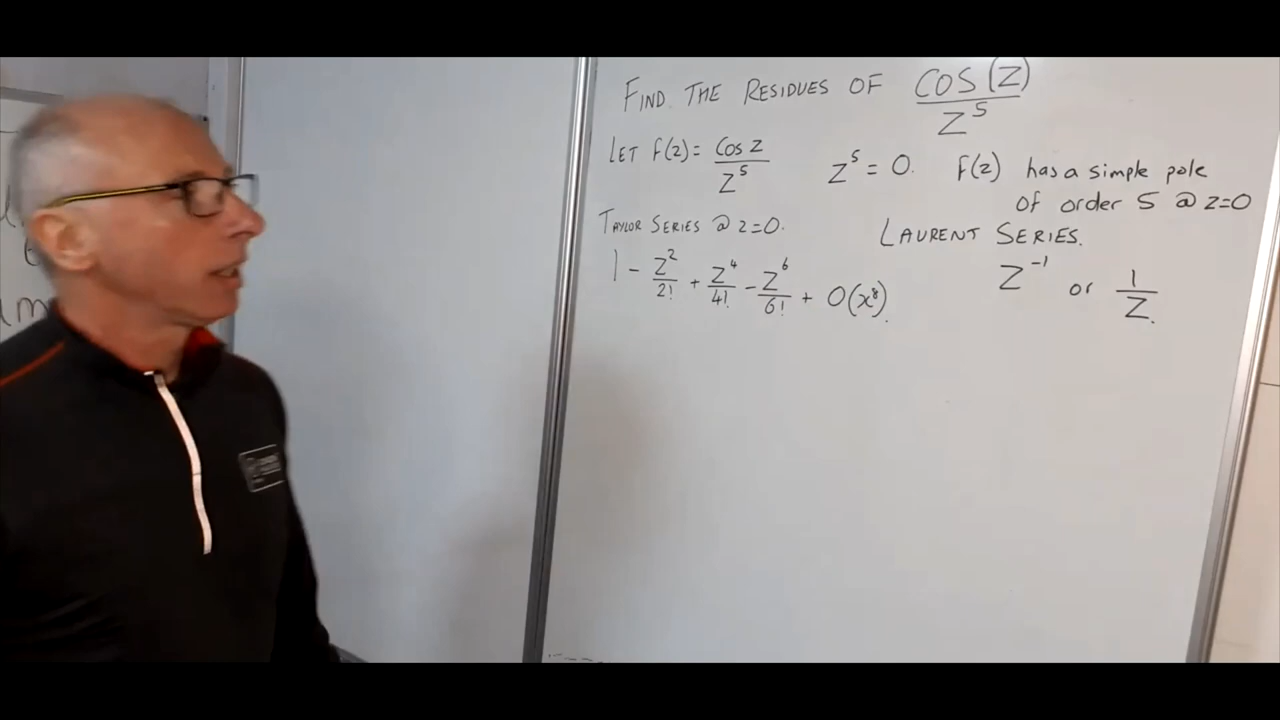 FIND THE RESIDUES OF COS(Z)/Z^5
LET f(z) = Cos Z/Z^5   Z^5 = 0.   f(z) has a simple pole
of order 5 @ z=0
TAYLOR SERIES @ z=0.   LAURENT SERIES.
1 - Z^2/2! + Z^4/4! - Z^6/6! + O(x^8).   Z^-1 or 1/Z.